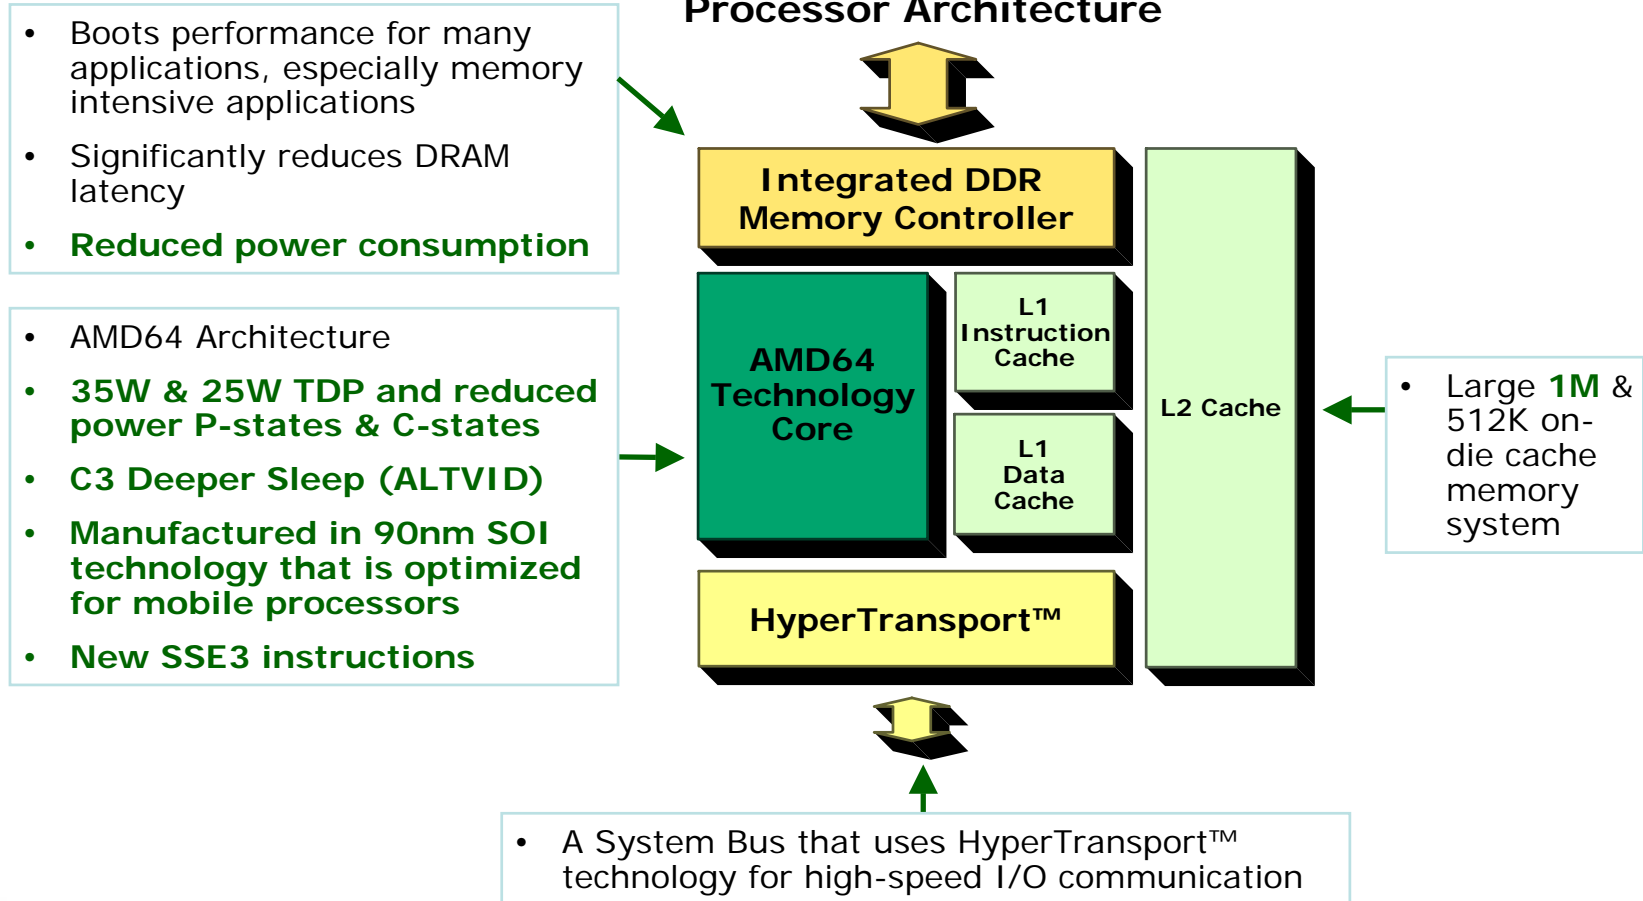 Processor Architecture
• Boots performance for many
applications, especially memory
intensive applications
• Significantly reduces DRAM
latency
• Reduced power consumption
Integrated DDR
Memory Controller
• AMD64 Architecture
• 35W & 25W TDP and reduced
power P-states & C-states
• C3 Deeper Sleep (ALTVID)
• Manufactured in 90nm SOI
technology that is optimized
for mobile processors
• New SSE3 instructions
AMD64
Technology
Core
L1
Instruction
Cache
L1
Data
Cache
L2 Cache
• Large 1M &
512K on-
die cache
memory
system
HyperTransport™
• A System Bus that uses HyperTransport™
technology for high-speed I/O communication